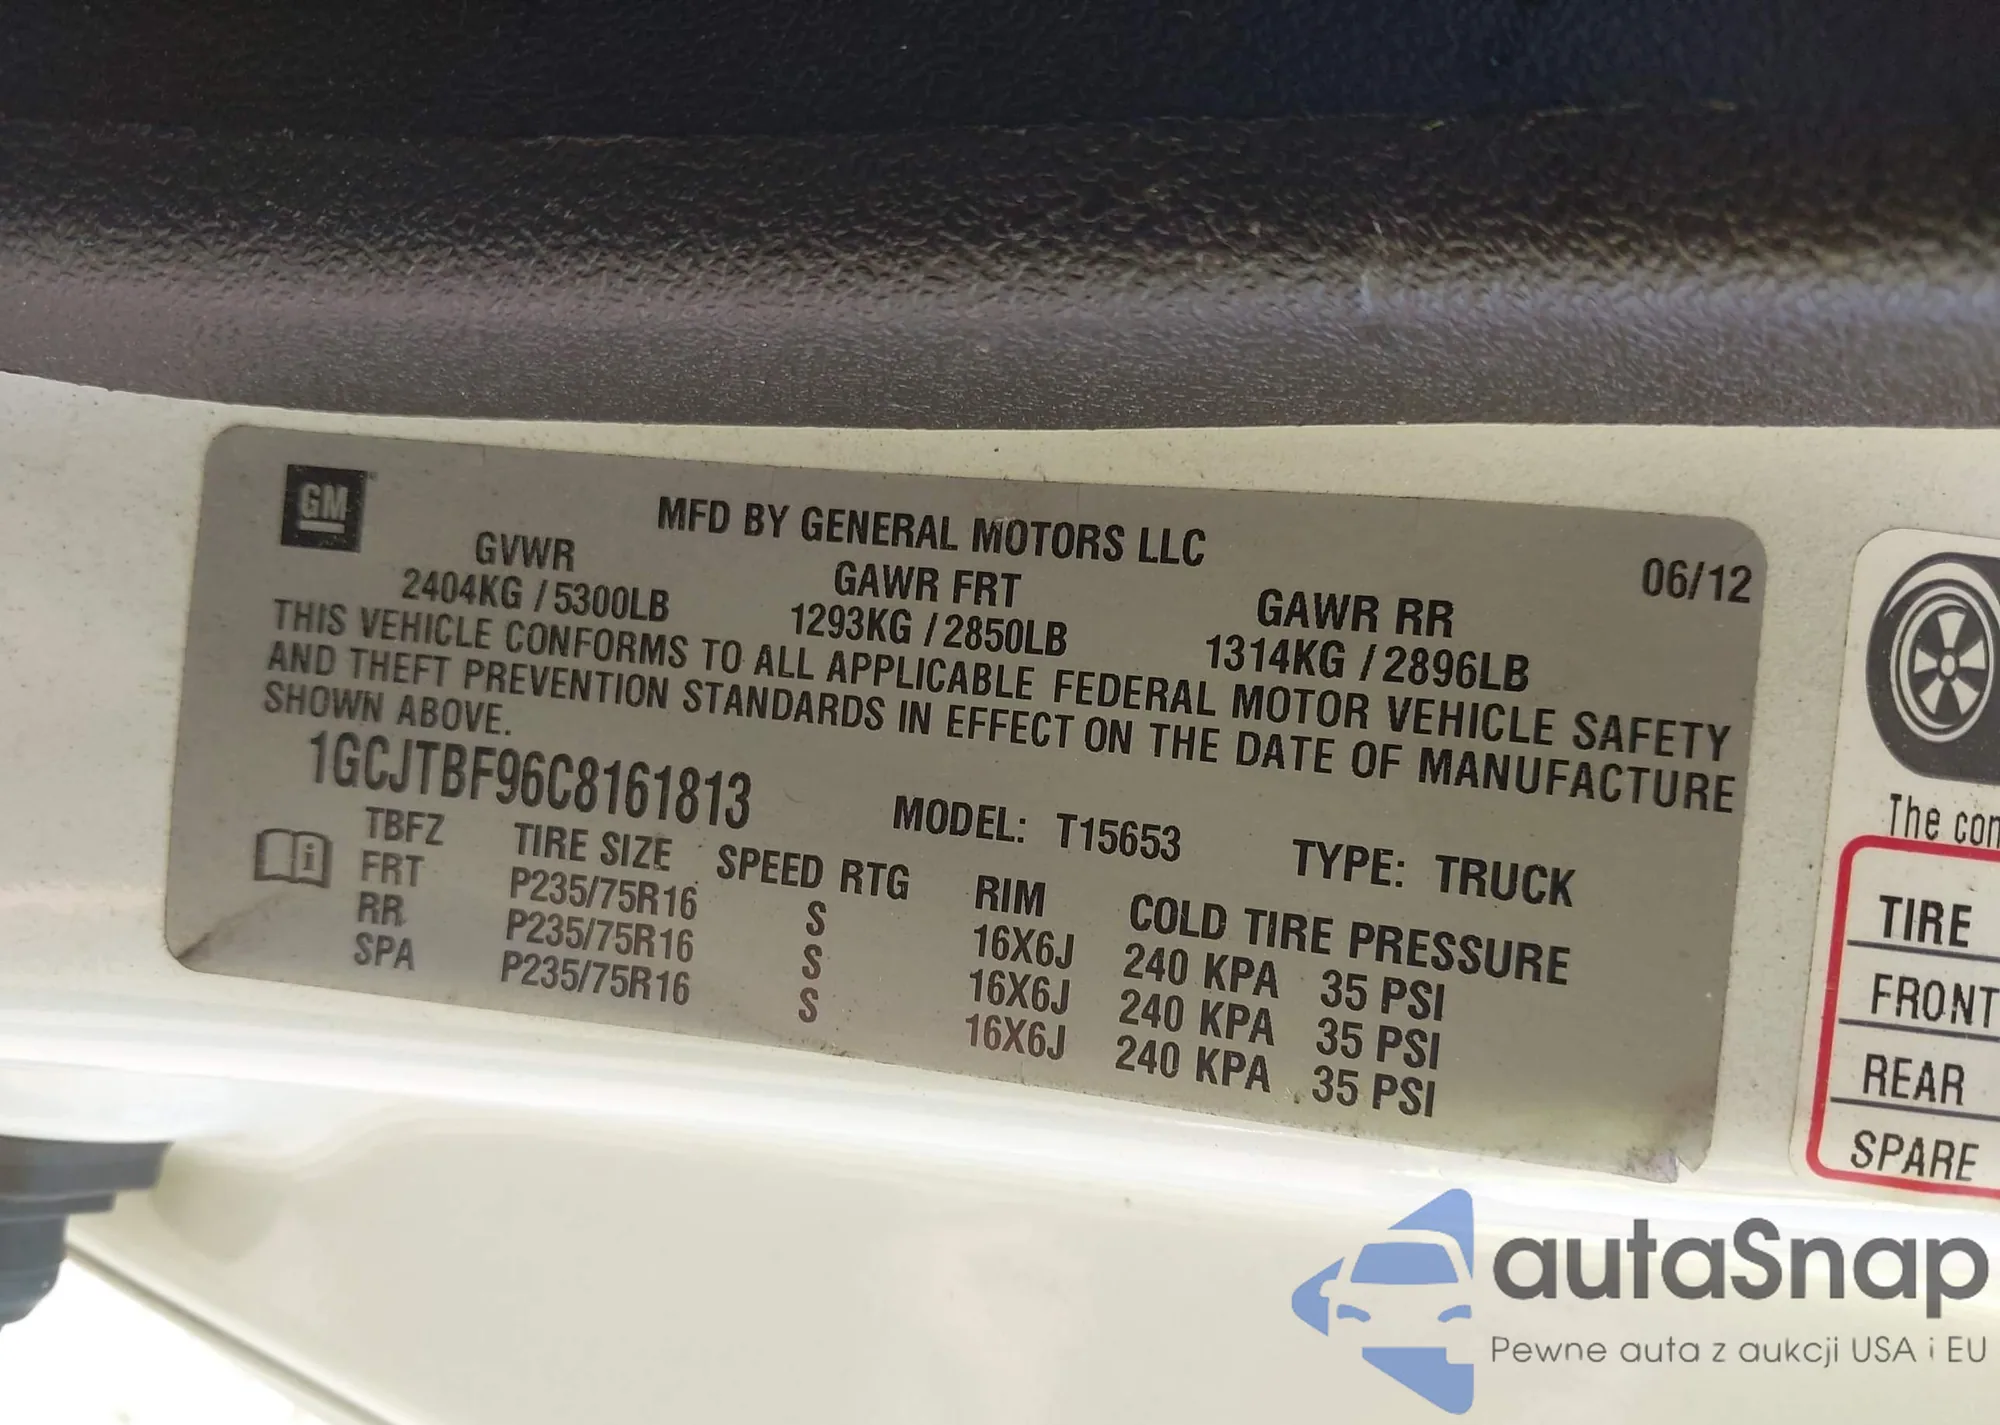 GM
MFD BY GENERAL MOTORS LLC
06/12
GVWR GAWR FRT GAWR RR
2404KG / 5300LB 1293KG / 2850LB 1314KG / 2896LB
THIS VEHICLE CONFORMS TO ALL APPLICABLE FEDERAL MOTOR VEHICLE SAFETY
AND THEFT PREVENTION STANDARDS IN EFFECT ON THE DATE OF MANUFACTURE
SHOWN ABOVE.
1GCJTBF96C8161813 MODEL: T15653 TYPE: TRUCK
TBFZ TIRE SIZE SPEED RTG RIM COLD TIRE PRESSURE
FRT P235/75R16 S 16X6J 240 KPA 35 PSI
RR P235/75R16 S 16X6J 240 KPA 35 PSI
SPA P235/75R16 S 16X6J 240 KPA 35 PSI
The com
TIRE
FRONT
REAR
SPARE
autaSnap
Pewne auta z aukcji USA i EU